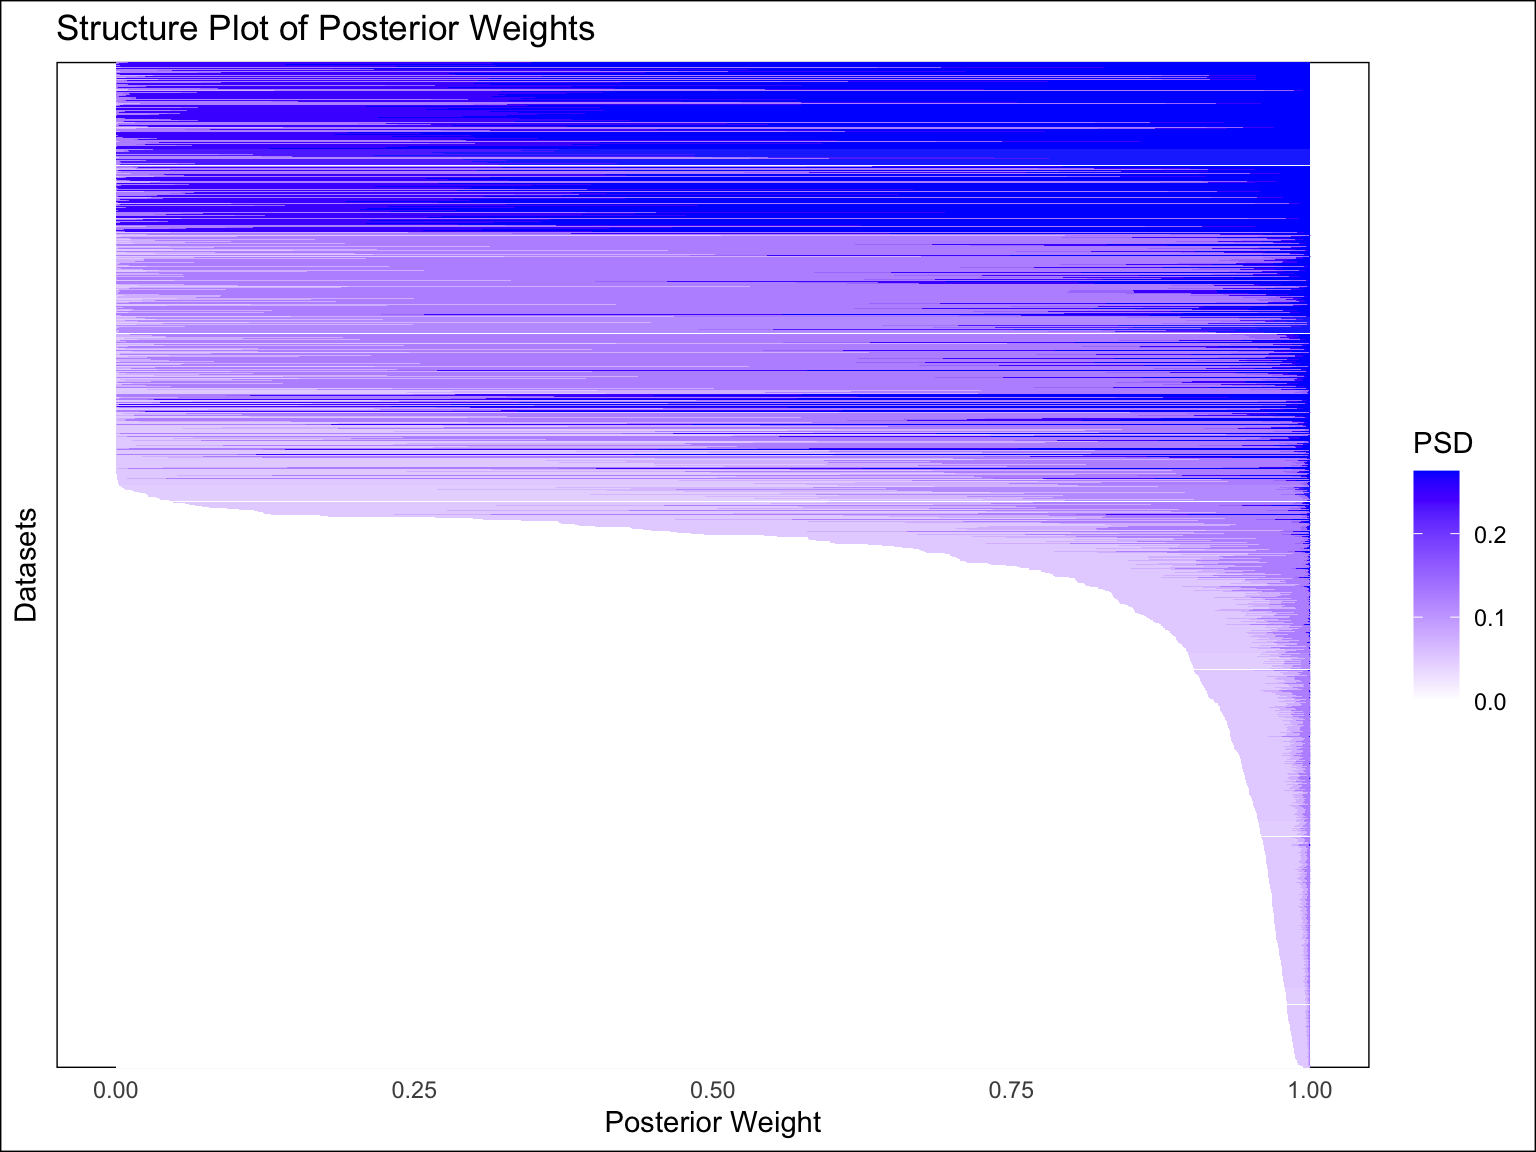 Structure Plot of Posterior Weights
Datasets
PSD
0.2
0.1
0.0
0.00 0.25 0.50 0.75 1.00
Posterior Weight